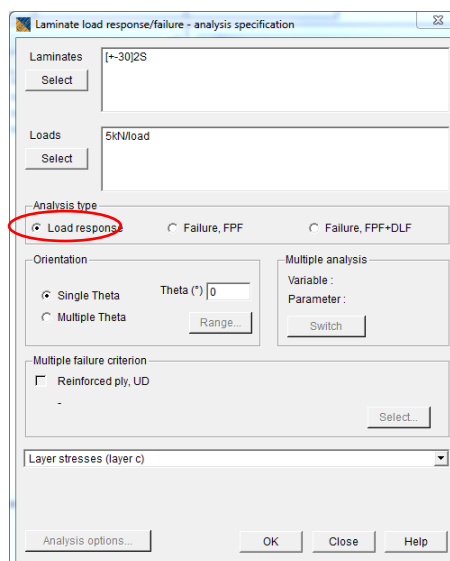 Laminate load response/failure - analysis specification
Laminates
[+-30]2S
Select
Loads
5kN/load
Select
Analysis type
Load response
Failure, FPF
Failure, FPF+DLF
Orientation
Single Theta
Theta (°)
0
Multiple Theta
Range...
Multiple analysis
Variable :
Parameter :
Switch
Multiple failure criterion
Reinforced ply, UD
-
Select...
Layer stresses (layer c)
Analysis options...
OK
Close
Help